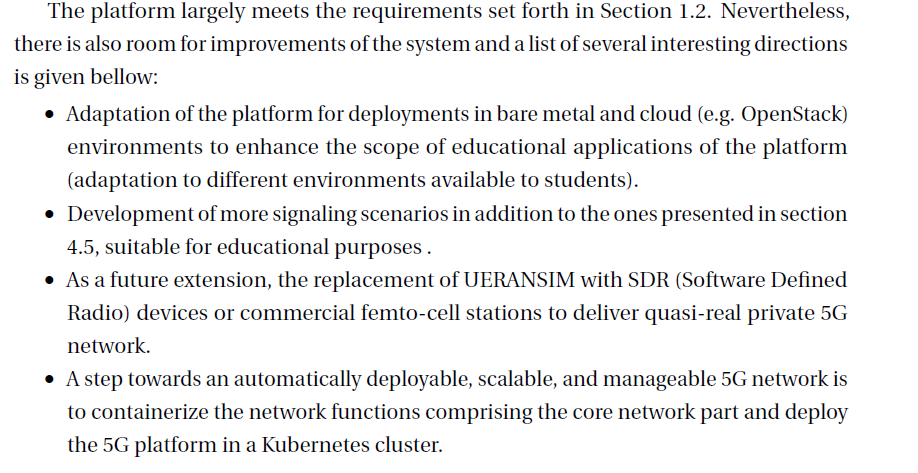 The platform largely meets the requirements set forth in Section 1.2. Nevertheless,
there is also room for improvements of the system and a list of several interesting directions
is given bellow:
• Adaptation of the platform for deployments in bare metal and cloud (e.g. OpenStack)
environments to enhance the scope of educational applications of the platform
(adaptation to different environments available to students).
• Development of more signaling scenarios in addition to the ones presented in section
4.5, suitable for educational purposes .
• As a future extension, the replacement of UERANSIM with SDR (Software Defined
Radio) devices or commercial femto-cell stations to deliver quasi-real private 5G
network.
• A step towards an automatically deployable, scalable, and manageable 5G network is
to containerize the network functions comprising the core network part and deploy
the 5G platform in a Kubernetes cluster.